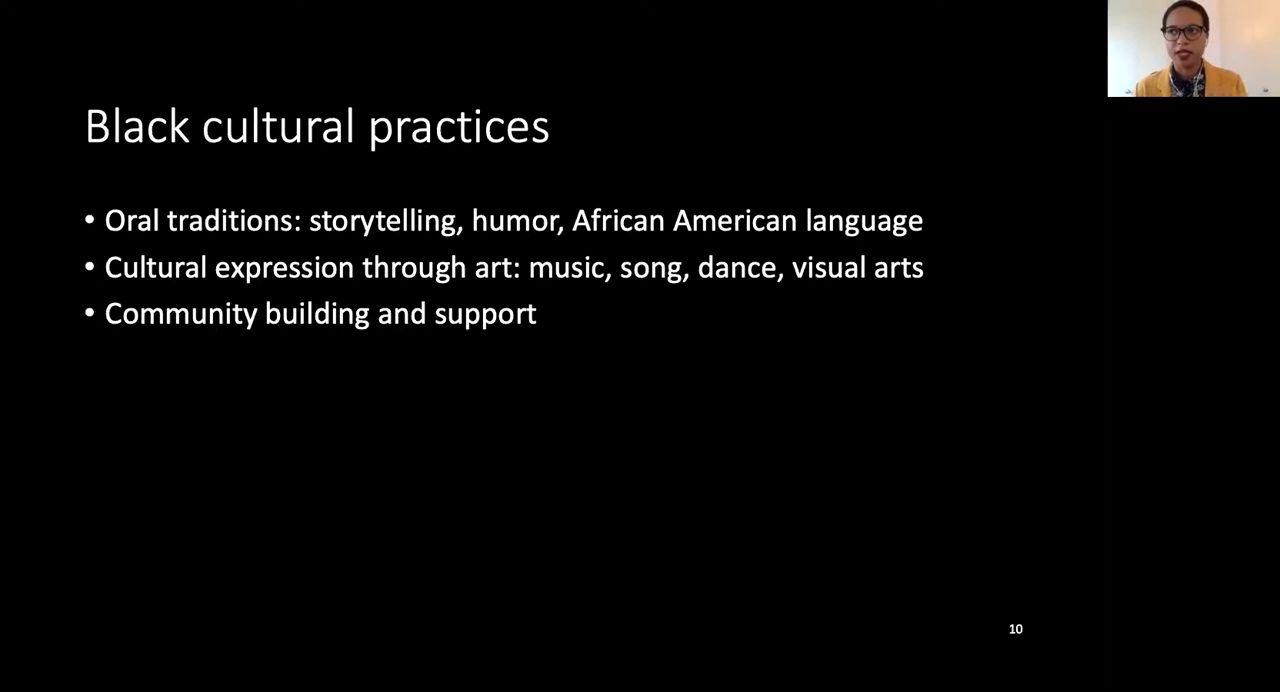 Black cultural practices
• Oral traditions: storytelling, humor, African American language
• Cultural expression through art: music, song, dance, visual arts
• Community building and support
10